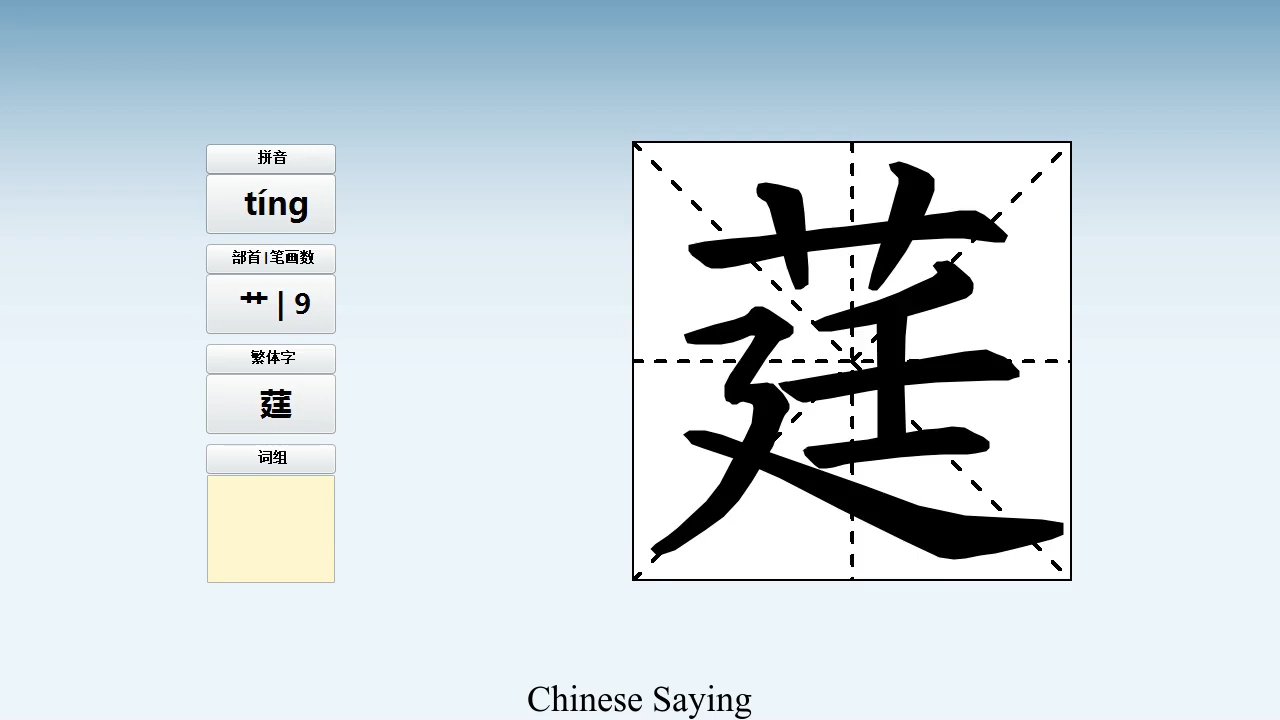 拼音
tíng
部首|笔画数
艹 | 9
繁体字
莛
词组
莛
Chinese Saying